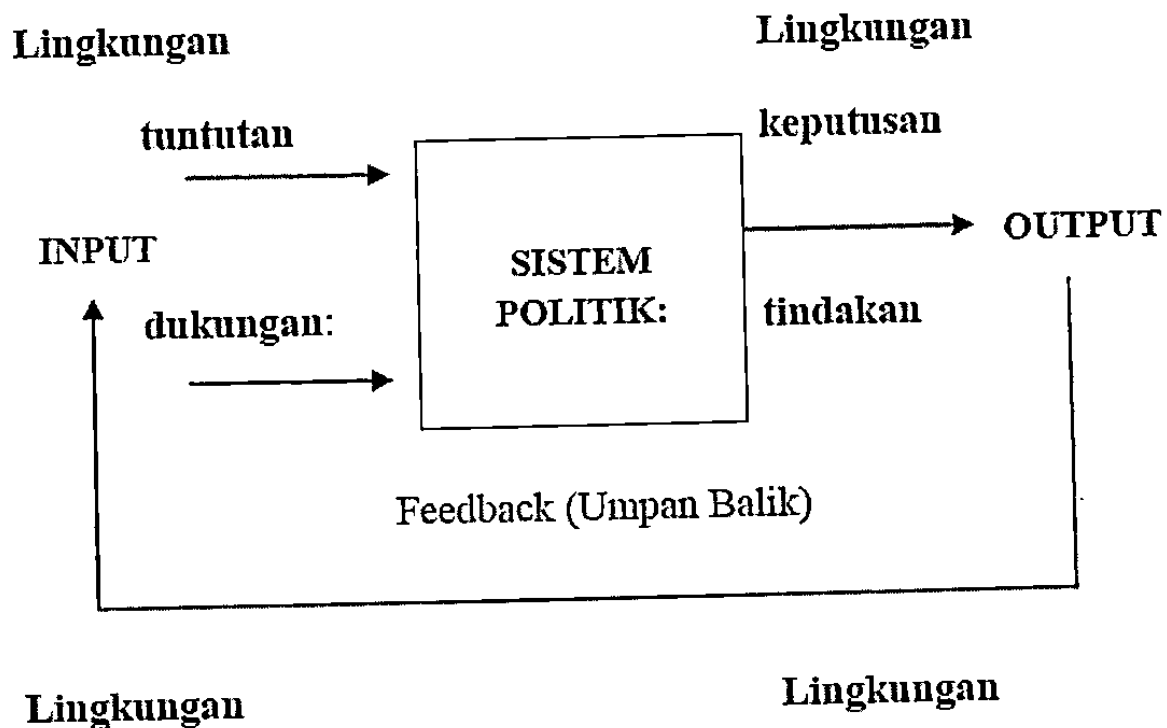 Lingkungan
Lingkungan
tuntutan
keputusan
INPUT
SISTEM
POLITIK:
OUTPUT
dukungan:
tindakan
Feedback (Umpan Balik)
Lingkungan
Lingkungan